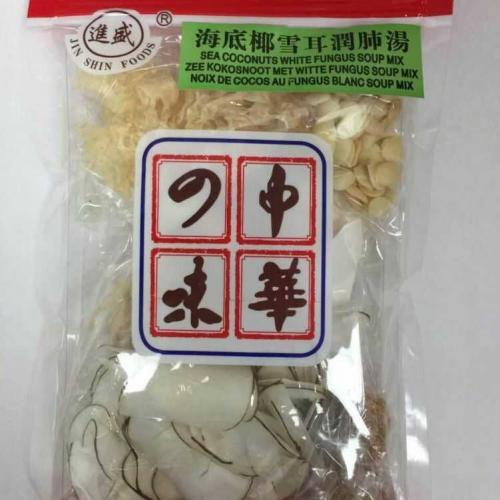 進盛
®
JIN SHIN FOODS
海底椰雪耳潤肺湯
SEA COCONUTS WHITE FUNGUS SOUP MIX
ZEE KOKOSNOOT MET WITTE FUNGUS SOUP MIX
NOIX DE COCOS AU FUNGUS BLANC SOUP MIX
中華
の味